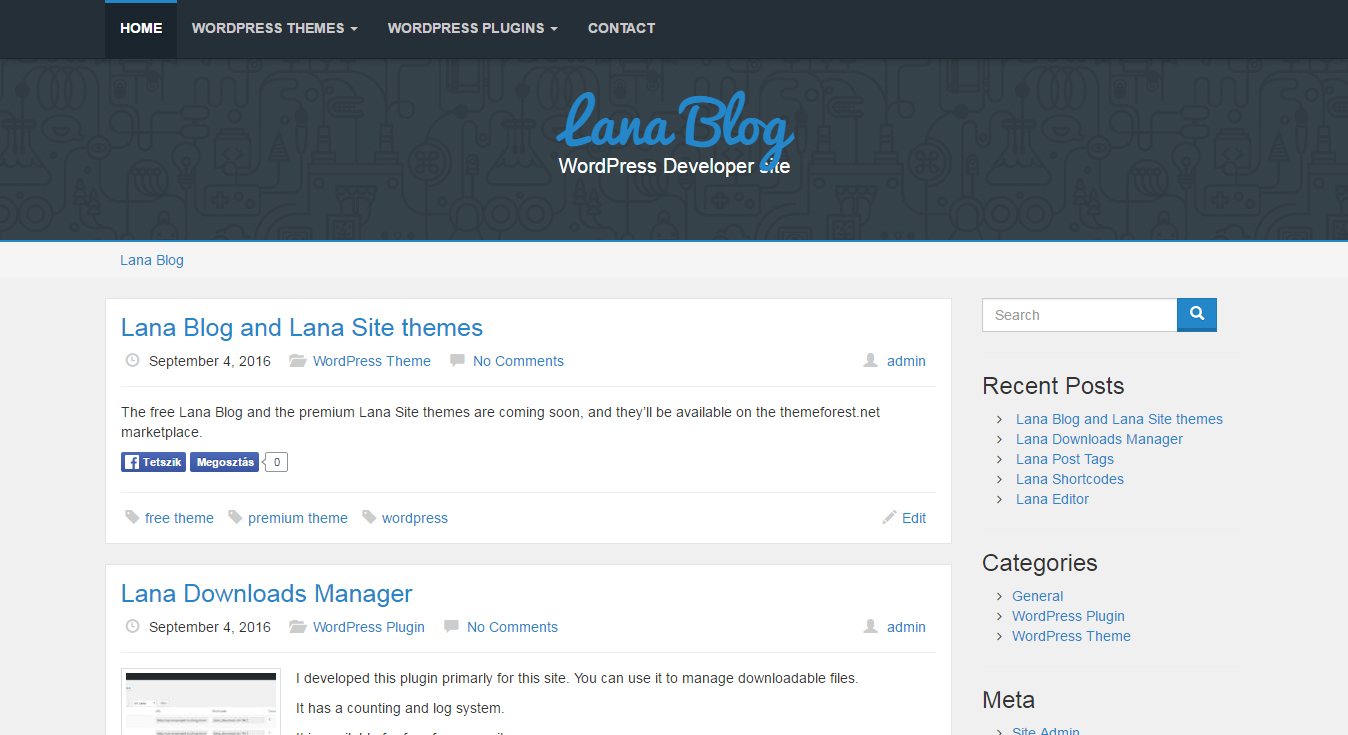 HOME WORDPRESS THEMES WORDPRESS PLUGINS CONTACT
Lana Blog
WordPress Developer site
Lana Blog
Lana Blog and Lana Site themes
September 4, 2016 WordPress Theme No Comments admin
The free Lana Blog and the premium Lana Site themes are coming soon, and they'll be available on the themeforest.net
marketplace.
Tetszik Megosztás 0
free theme premium theme wordpress Edit
Lana Downloads Manager
September 4, 2016 WordPress Plugin No Comments admin
I developed this plugin primarly for this site. You can use it to manage downloadable files.
It has a counting and log system.
Search
Recent Posts
Lana Blog and Lana Site themes
Lana Downloads Manager
Lana Post Tags
Lana Shortcodes
Lana Editor
Categories
General
WordPress Plugin
WordPress Theme
Meta
Site Admin